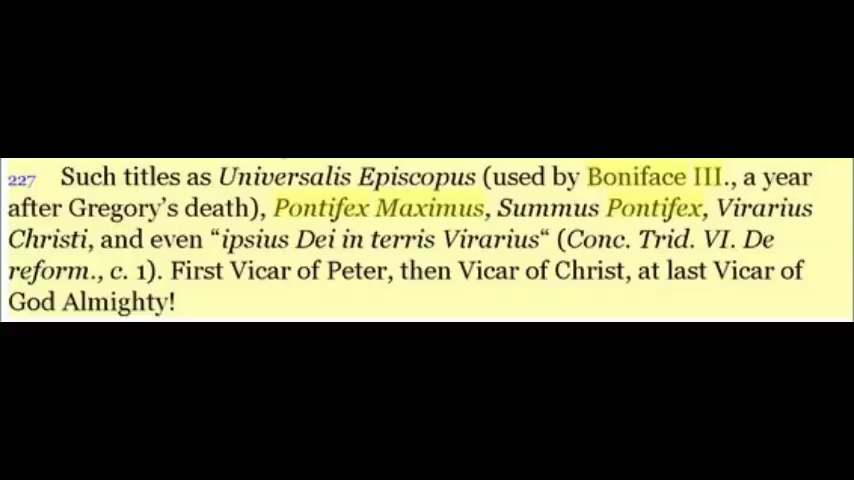 227 Such titles as Universalis Episcopus (used by Boniface III., a year
after Gregory’s death), Pontifex Maximus, Summus Pontifex, Virarius
Christi, and even “ipsius Dei in terris Virarius“ (Conc. Trid. VI. De
reform., c. 1). First Vicar of Peter, then Vicar of Christ, at last Vicar of
God Almighty!